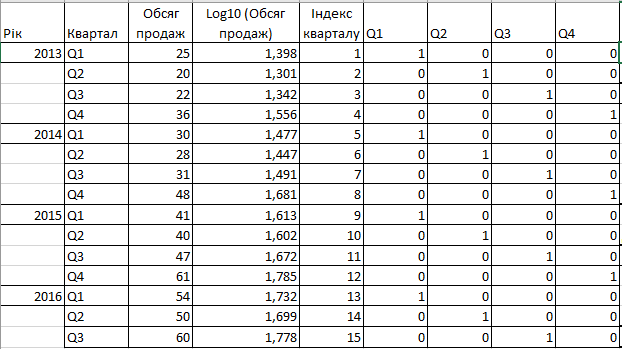 Рік Квартал Обсяг продаж Log10 (Обсяг продаж) Індекс кварталу Q1 Q2 Q3 Q4
2013 Q1 25 1,398 1 1 0 0 0
Q2 20 1,301 2 0 1 0 0
Q3 22 1,342 3 0 0 1 0
Q4 36 1,556 4 0 0 0 1
2014 Q1 30 1,477 5 1 0 0 0
Q2 28 1,447 6 0 1 0 0
Q3 31 1,491 7 0 0 1 0
Q4 48 1,681 8 0 0 0 1
2015 Q1 41 1,613 9 1 0 0 0
Q2 40 1,602 10 0 1 0 0
Q3 47 1,672 11 0 0 1 0
Q4 61 1,785 12 0 0 0 1
2016 Q1 54 1,732 13 1 0 0 0
Q2 50 1,699 14 0 1 0 0
Q3 60 1,778 15 0 0 1 0